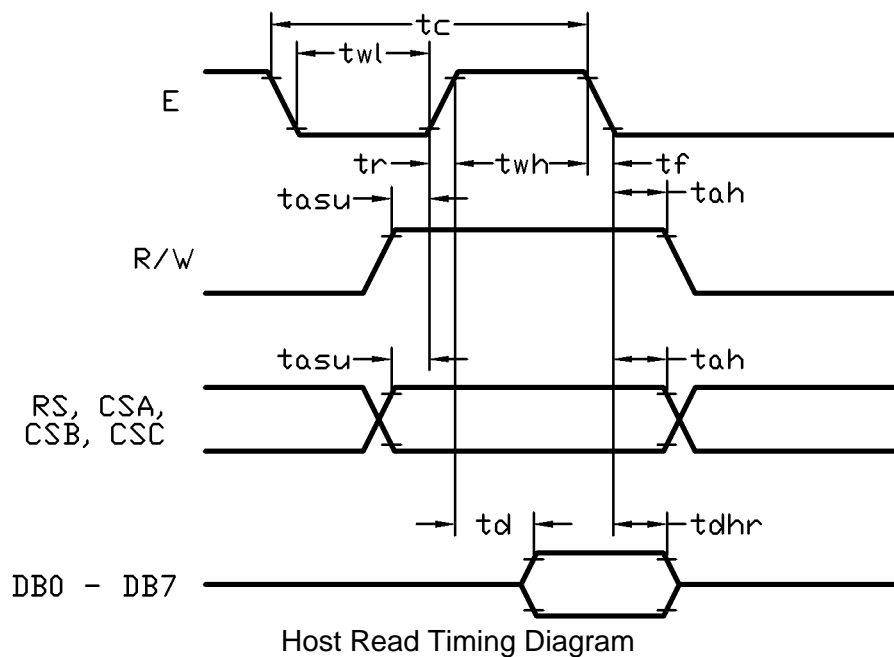 tc
twl
E
tr
twh
tf
tasu
tah
R/W
tasu
tah
RS, CSA,
CSB, CSC
td
tdhr
DB0 - DB7
Host Read Timing Diagram